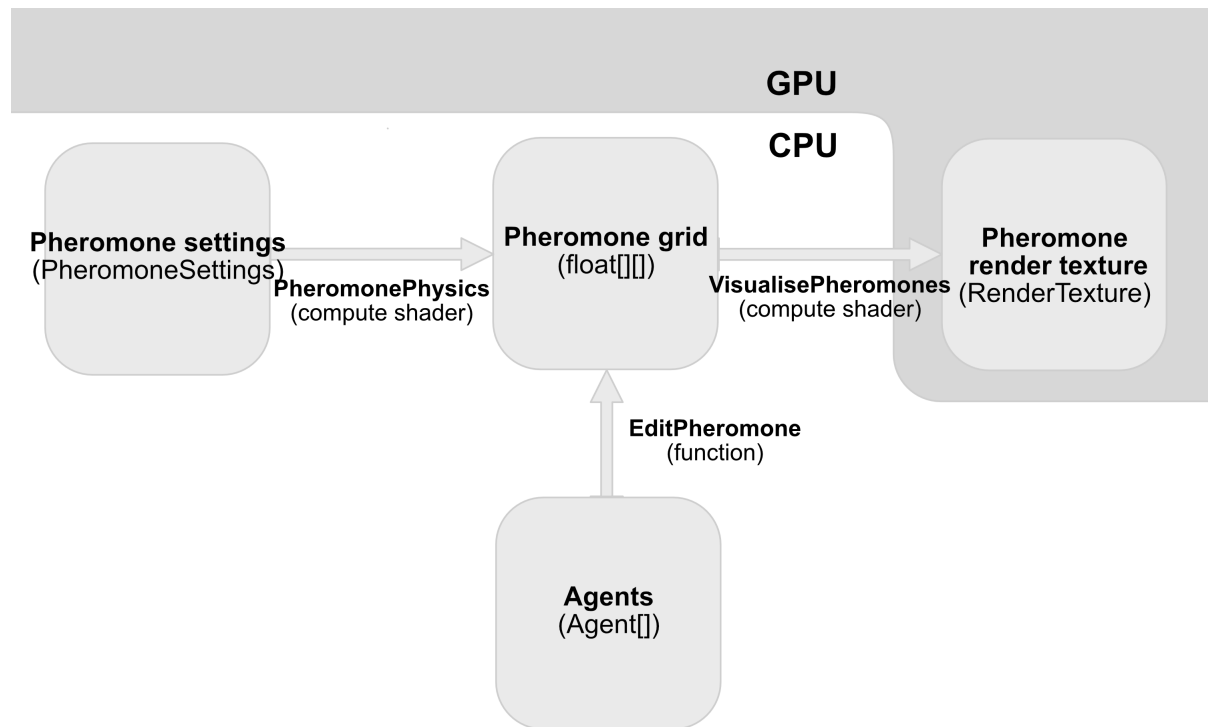 GPU
CPU
Pheromone settings
(PheromoneSettings)
PheromonePhysics
(compute shader)
Pheromone grid
(float[][])
VisualisePheromones
(compute shader)
Pheromone
render texture
(RenderTexture)
EditPheromone
(function)
Agents
(Agent[])